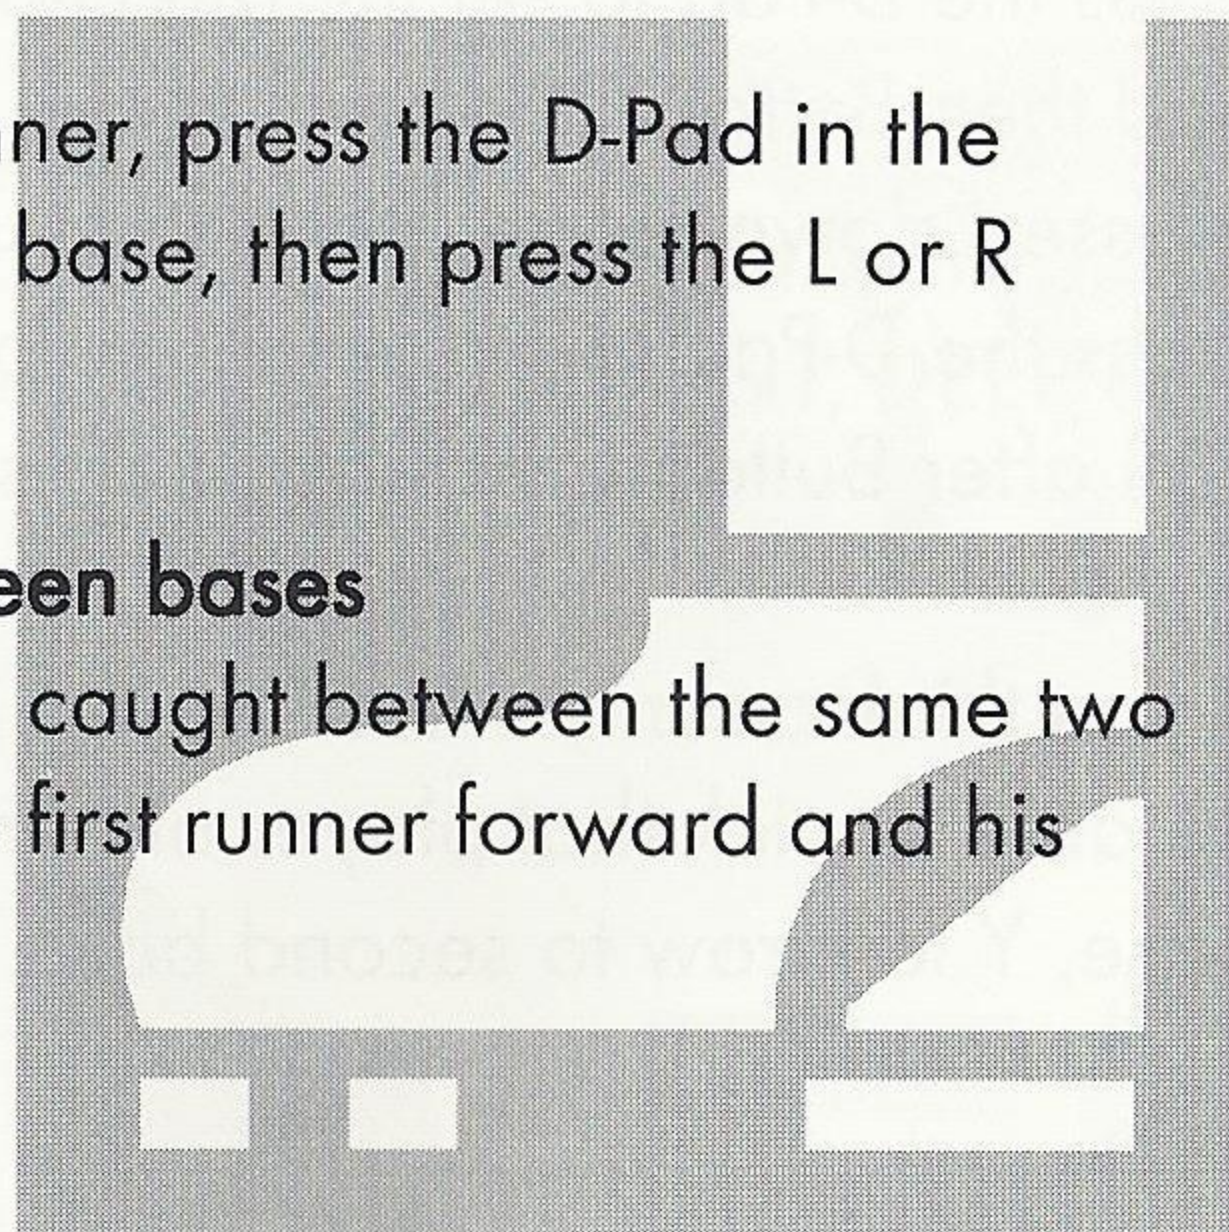 ner, press the D-Pad in the
base, then press the L or R
een bases
caught between the same two
first runner forward and his